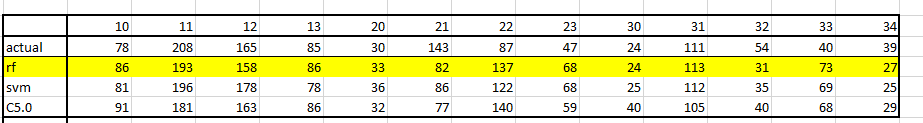 10 11 12 13 20 21 22 23 30 31 32 33 34
actual 78 208 165 85 30 143 87 47 24 111 54 40 39
rf 86 193 158 86 33 82 137 68 24 113 31 73 27
svm 81 196 178 78 36 86 122 68 25 112 35 69 25
C5.0 91 181 163 86 32 77 140 59 40 105 40 68 29